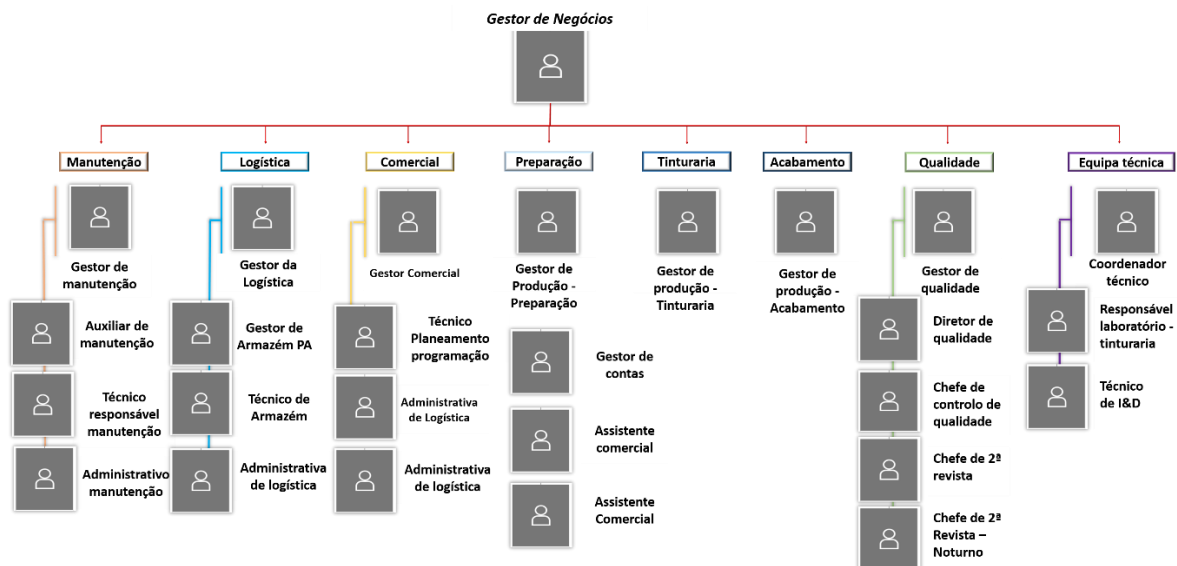 Gestor de Negócios
Manutenção
Logística
Comercial
Preparação
Tinturaria
Acabamento
Qualidade
Equipa técnica
Gestor de
manutenção
Gestor da
Logística
Gestor Comercial
Gestor de
Produção -
Preparação
Gestor de
produção -
Tinturaria
Gestor de
produção -
Acabamento
Gestor de
qualidade
Coordenador
técnico
Auxiliar de
manutenção
Gestor de
Armazém PA
Técnico
Planeamento
programação
Gestor de
contas
Diretor de
qualidade
Responsável
laboratório -
tinturaria
Técnico
responsável
manutenção
Técnico de
Armazém
Administrativa
de Logística
Assistente
comercial
Chefe de
controlo de
qualidade
Técnico
de I&D
Administrativo
manutenção
Administrativa
de logística
Administrativa
de logística
Assistente
Comercial
Chefe de 2ª
revista
Chefe de 2ª
Revista –
Noturno